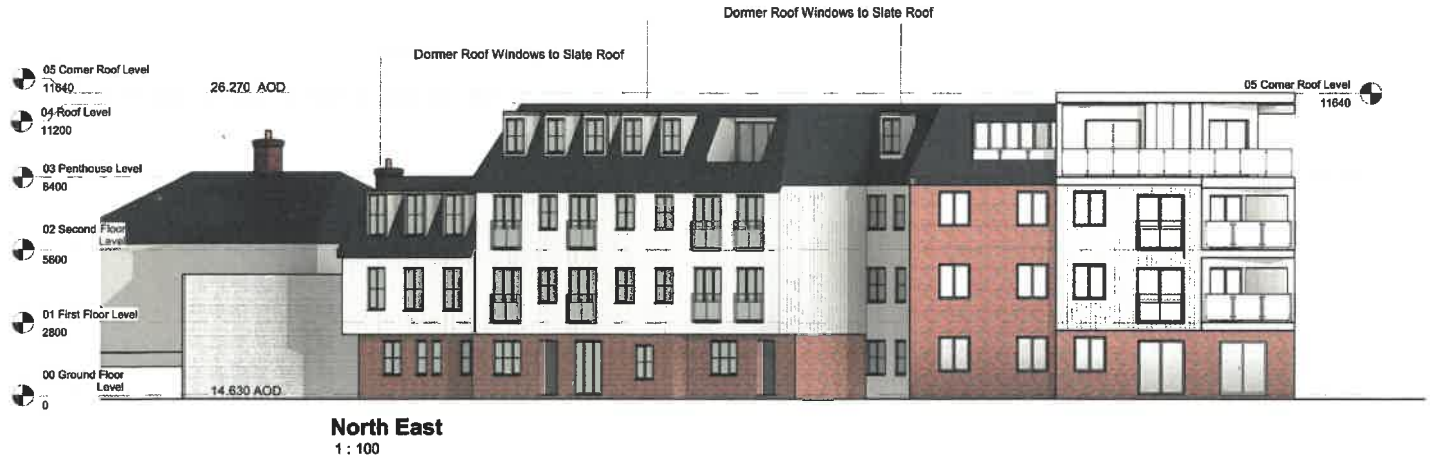 Dormer Roof Windows to Slate Roof
Dormer Roof Windows to Slate Roof
05 Corner Roof Level
11640
26.270 AOD
05 Corner Roof Level
11640
04 Roof Level
11200
03 Penthouse Level
8400
02 Second Floor
Level
5600
01 First Floor Level
2800
00 Ground Floor
Level
0
14.630 AOD
North East
1 : 100